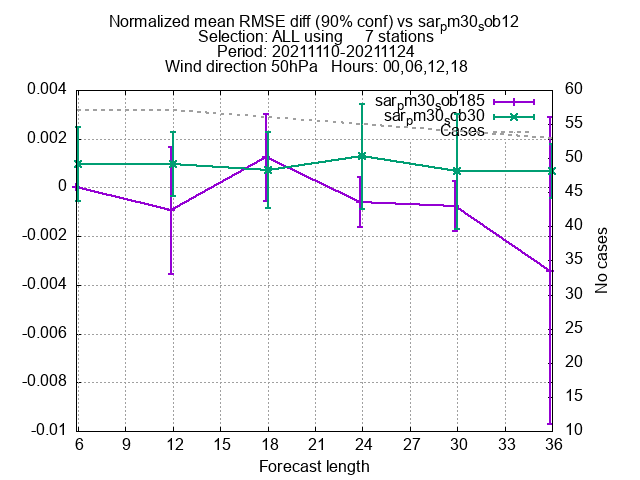 Normalized mean RMSE diff (90% conf) vs sarpm30sob12
Selection: ALL using 7 stations
Period: 20211110-20211124
Wind direction 50hPa Hours: 00,06,12,18
sarpm30sob185
sarpm30sob30
Cases
0.004
0.002
0
-0.002
-0.004
-0.006
-0.008
-0.01
60
55
50
45
40
35
30
25
20
15
10
No cases
6 9 12 15 18 21 24 27 30 33 36
Forecast length